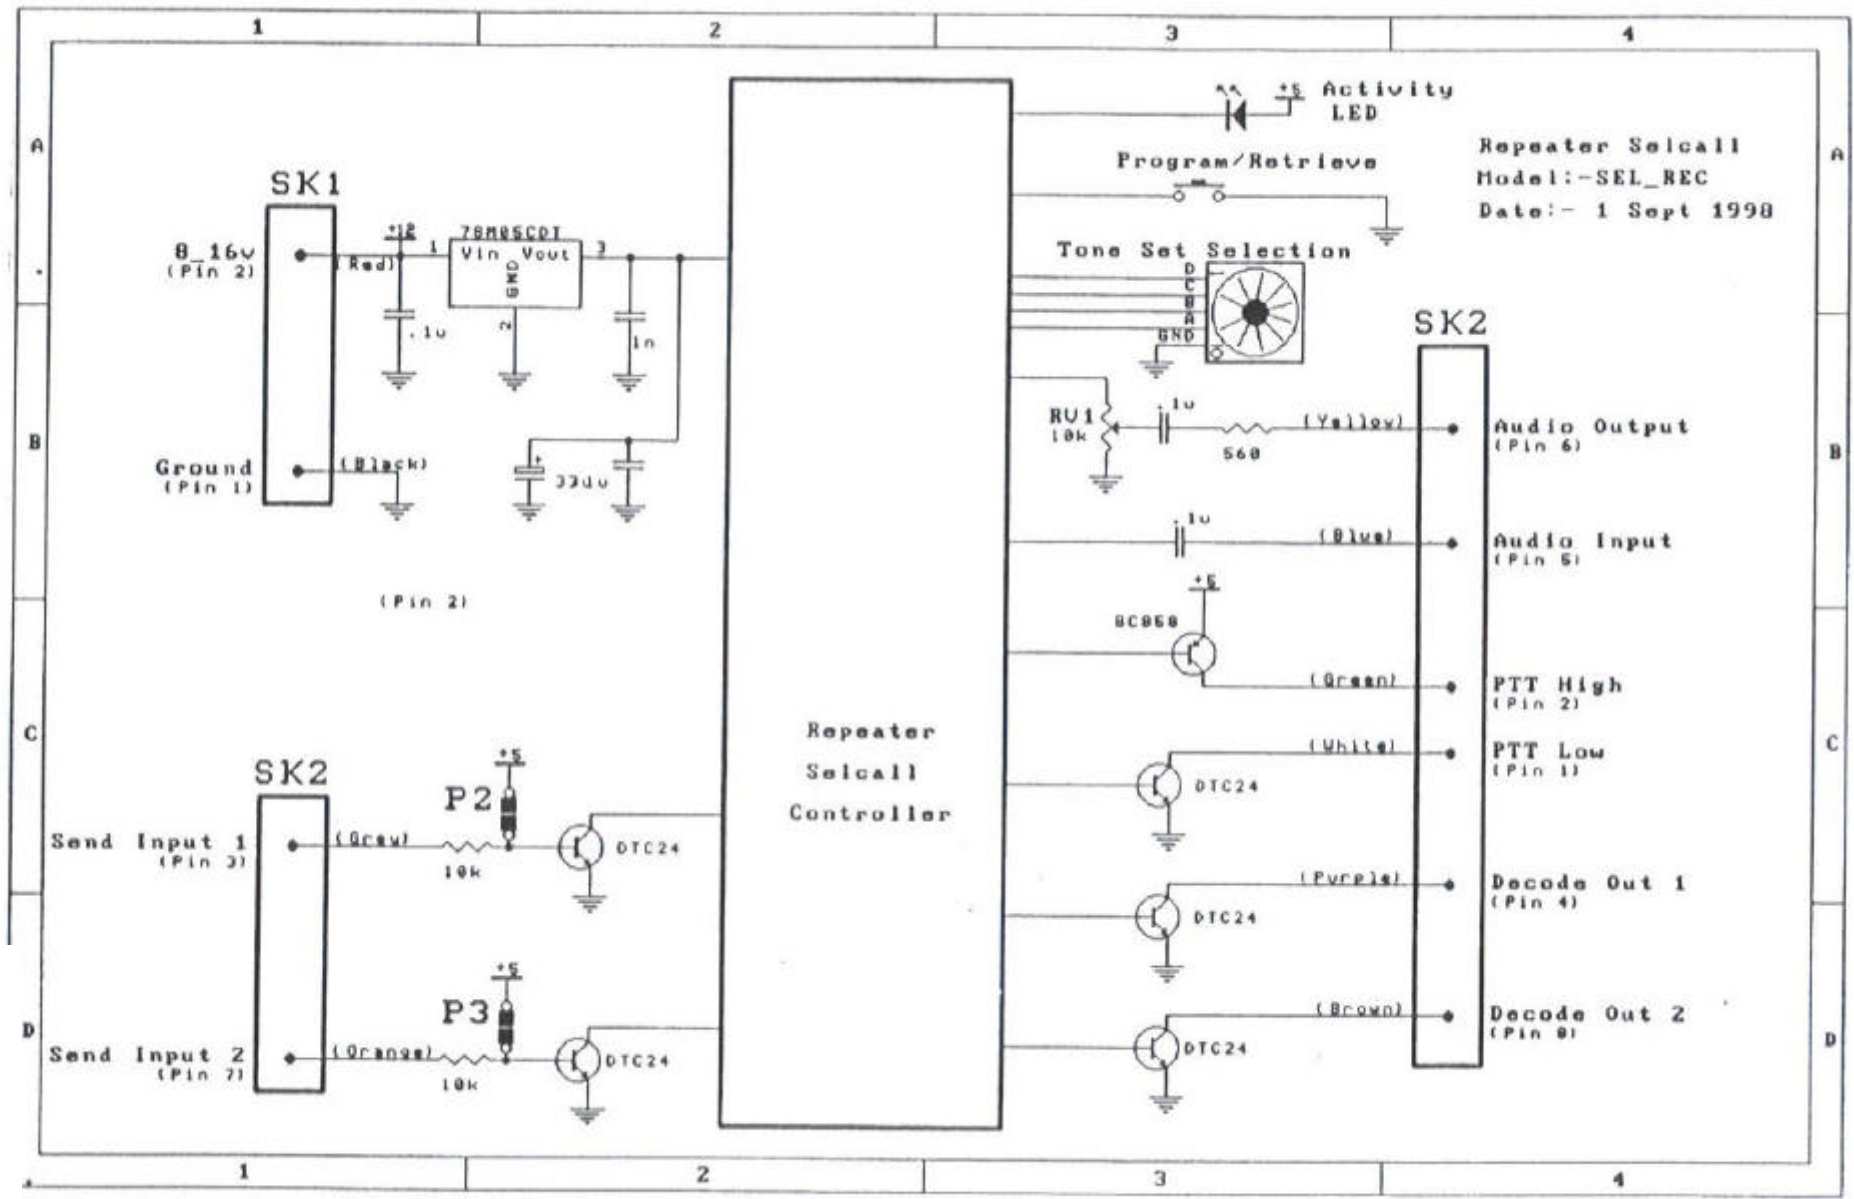 1 2 3 4
A
B
C
D
A
B
C
D
1 2 3 4
SK1
8_16v
(Pin 2)
(Red)
+12
1
78M05CDT
3
Vin Vout
GND
2
.1u
1n
Ground
(Pin 1)
(Black)
+
(Pin 2)
SK2
Send Input 1
(Pin 3)
(Grey)
10k
P2
+5
DTC24
Send Input 2
(Pin 7)
(Orange)
10k
P3
+5
DTC24
Repeater
Selcall
Controller
+5
Activity
LED
Program/Retrieve
Repeater Selcall
Model:-SEL_REC
Date:- 1 Sept 1998
Tone Set Selection
D
C
B
A
GND
SK2
RV1
10k
.1u
560
(Yellow)
Audio Output
(Pin 6)
.1u
(Blue)
Audio Input
(Pin 5)
+5
BC858
(Green)
PTT High
(Pin 2)
(White)
PTT Low
(Pin 1)
DTC24
(Purple)
Decode Out 1
(Pin 4)
DTC24
(Brown)
Decode Out 2
(Pin 8)
DTC24